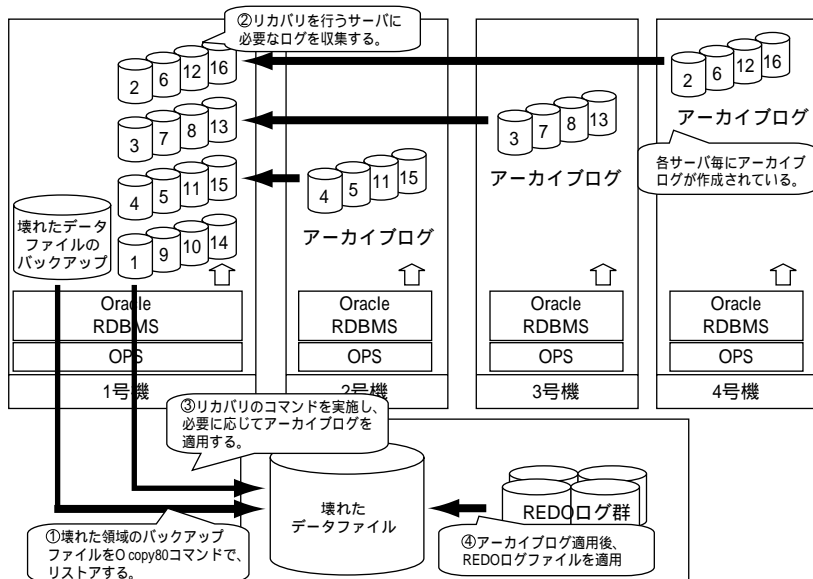 ②リカバリを行うサーバに
必要なログを収集する。
2 6 12 16
3 7 8 13
4 5 11 15
1 9 10 14
壊れたデータ
ファイルの
バックアップ
Oracle
RDBMS
OPS
1号機
4 5 11 15
アーカイブログ
Oracle
RDBMS
OPS
2号機
3 7 8 13
アーカイブログ
Oracle
RDBMS
OPS
3号機
2 6 12 16
アーカイブログ
各サーバ毎にアーカイブ
ログが作成されている。
Oracle
RDBMS
OPS
4号機
③リカバリのコマンドを実施し、
必要に応じてアーカイブログを
適用する。
壊れた
データファイル
REDOログ群
①壊れた領域のバックアップ
ファイルをO copy80コマンドで、
リストアする。
④アーカイブログ適用後、
REDOログファイルを適用